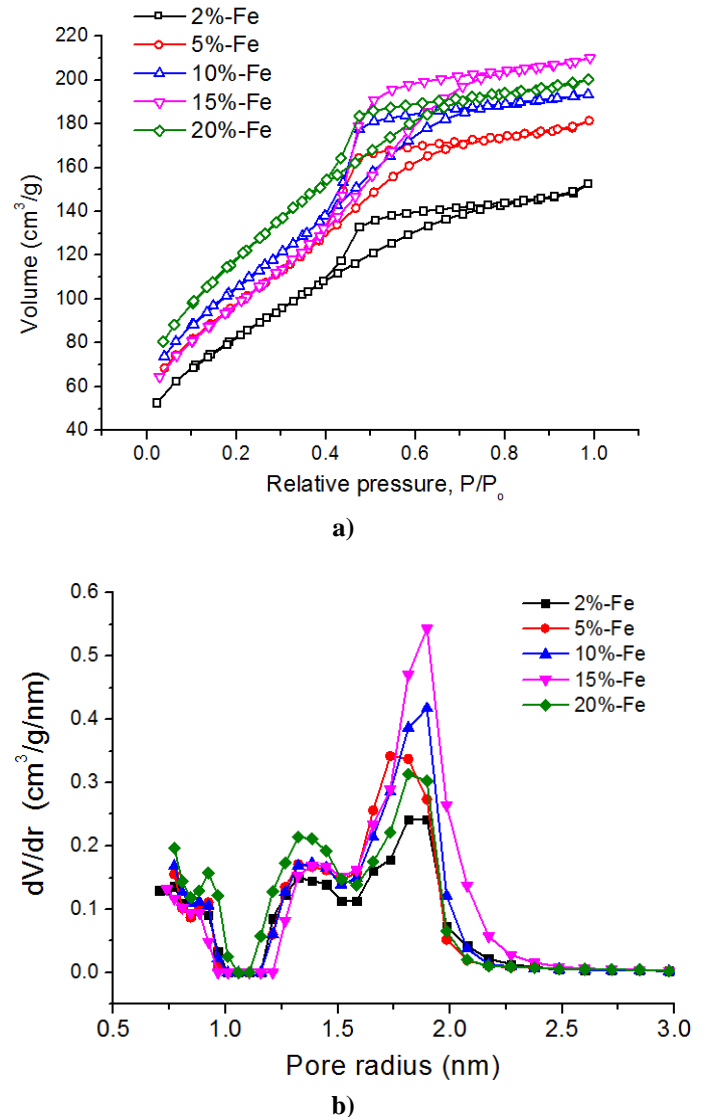 2%-Fe
5%-Fe
10%-Fe
15%-Fe
20%-Fe
220
200
180
160
140
120
100
80
60
40
Volume (cm³/g)
0.0 0.2 0.4 0.6 0.8 1.0
Relative pressure, P/Pₒ
a)
0.6
0.5
0.4
0.3
0.2
0.1
0.0
dV/dr (cm³/g/nm)
2%-Fe
5%-Fe
10%-Fe
15%-Fe
20%-Fe
0.5 1.0 1.5 2.0 2.5 3.0
Pore radius (nm)
b)